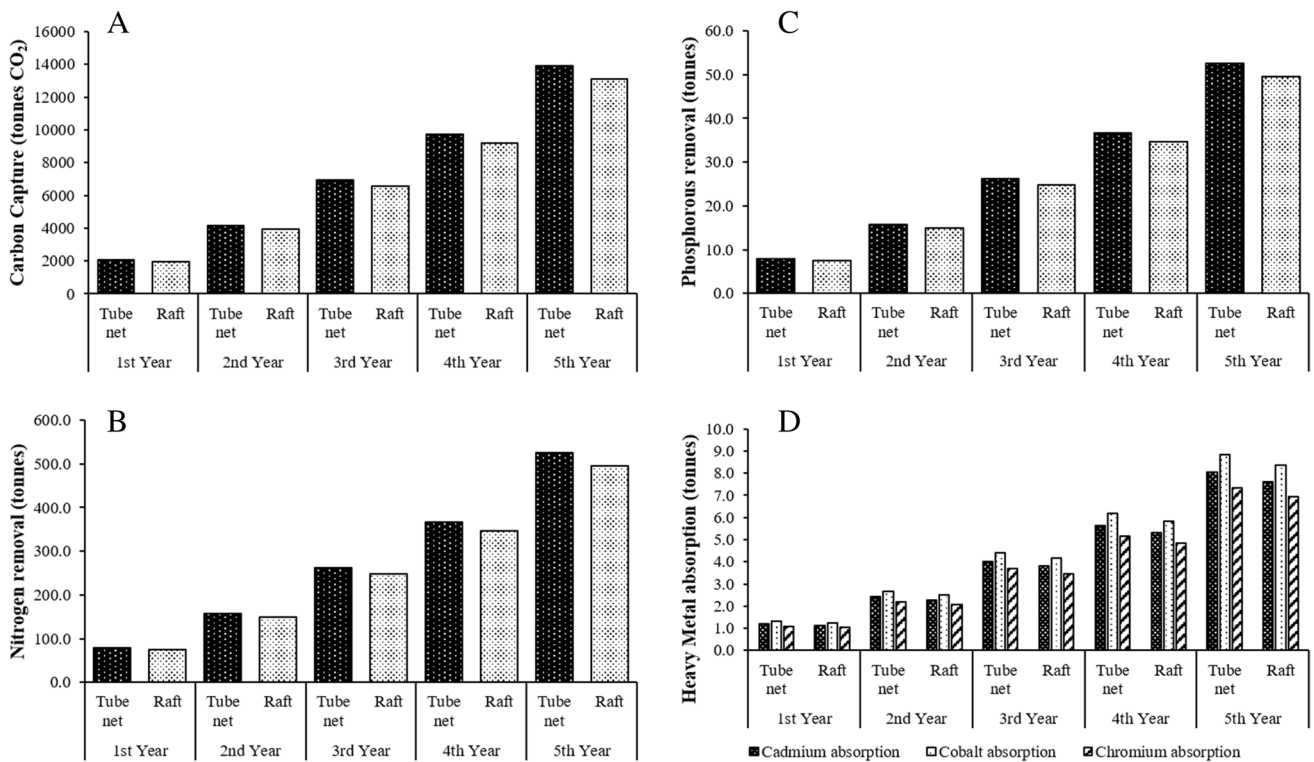 A
Carbon Capture (tonnes CO₂)
16000
14000
12000
10000
8000
6000
4000
2000
0
Tube net Raft Tube net Raft Tube net Raft Tube net Raft Tube net Raft
1st Year 2nd Year 3rd Year 4th Year 5th Year
C
Phosphorous removal (tonnes)
60.0
50.0
40.0
30.0
20.0
10.0
0.0
Tube net Raft Tube net Raft Tube net Raft Tube net Raft Tube net Raft
1st Year 2nd Year 3rd Year 4th Year 5th Year
B
Nitrogen removal (tonnes)
600.0
500.0
400.0
300.0
200.0
100.0
0.0
Tube net Raft Tube net Raft Tube net Raft Tube net Raft Tube net Raft
1st Year 2nd Year 3rd Year 4th Year 5th Year
D
Heavy Metal absorption (tonnes)
10.0
9.0
8.0
7.0
6.0
5.0
4.0
3.0
2.0
1.0
0.0
Tube net Raft Tube net Raft Tube net Raft Tube net Raft Tube net Raft
1st Year 2nd Year 3rd Year 4th Year 5th Year
Cadmium absorption Cobalt absorption Chromium absorption